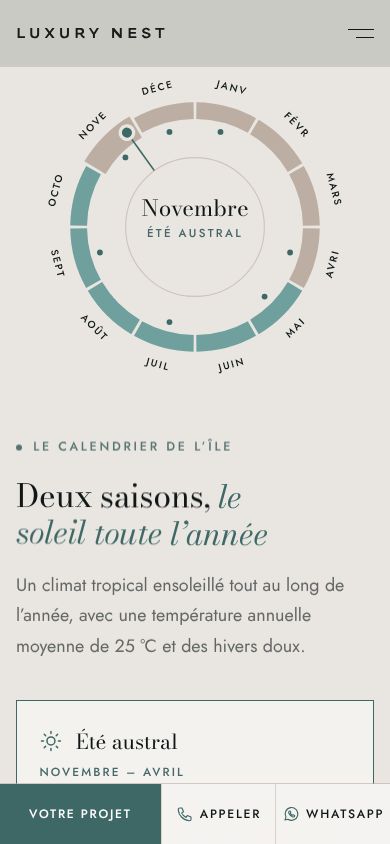 LUXURY NEST
DÉCE
JANV
NOVE
FÉVR
OCTO
MARS
Novembre
ÉTÉ AUSTRAL
SEPT
AVRI
AOÛT
MAI
JUIL
JUIN
LE CALENDRIER DE L'ÎLE
Deux saisons, le
soleil toute l'année
Un climat tropical ensoleillé tout au long de
l'année, avec une température annuelle
moyenne de 25 °C et des hivers doux.
Été austral
NOVEMBRE – AVRIL
VOTRE PROJET
APPELER
WHATSAPP